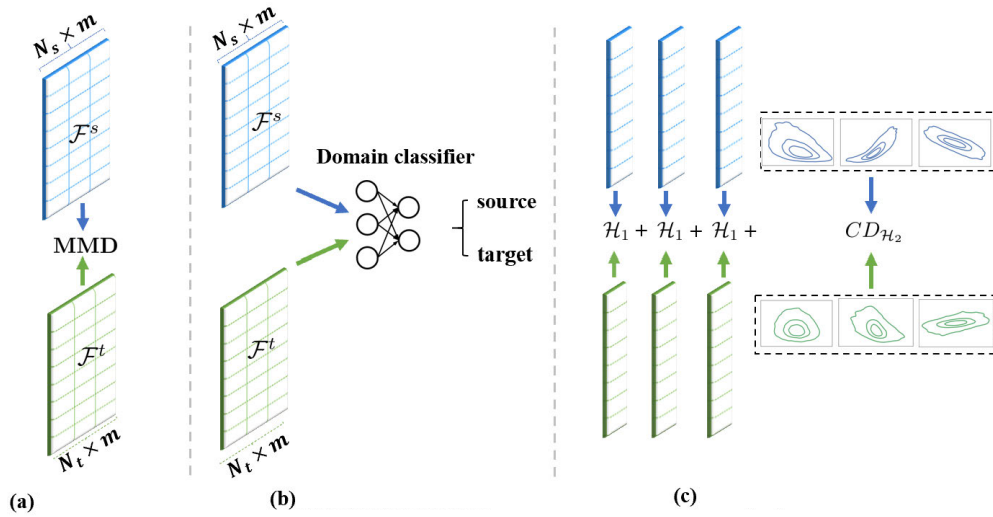 N_s × m
ℱ^s
MMD
ℱ^t
N_t × m
(a)
N_s × m
ℱ^s
Domain classifier
source
target
ℱ^t
N_t × m
(b)
ℋ_1 + ℋ_1 + ℋ_1 +
CD_{ℋ_2}
(c)